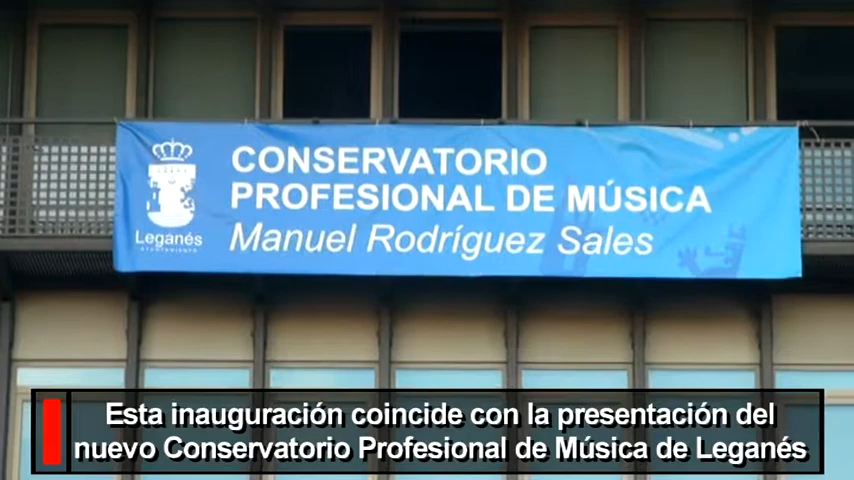 CONSERVATORIO
PROFESIONAL DE MÚSICA
Manuel Rodríguez Sales
Leganés
AYUNTAMIENTO
Esta inauguración coincide con la presentación del
nuevo Conservatorio Profesional de Música de Leganés